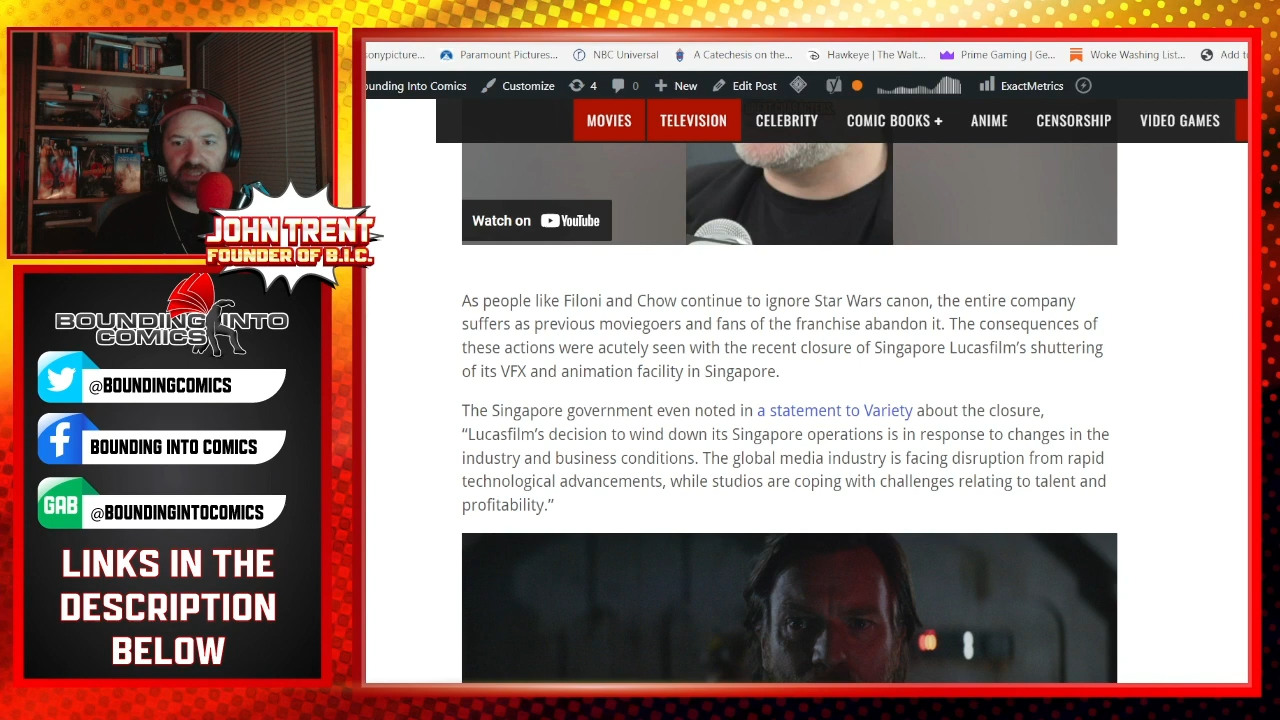 sonypicture...
Paramount Pictures...
NBC Universal
A Catechesis on the...
Hawkeye | The Walt...
Prime Gaming | Ge...
Woke Washing List...
Add t
ounding Into Comics
Customize
4
0
New
Edit Post
ExactMetrics
MOVIES
TELEVISION
CELEBRITY
COMIC BOOKS +
ANIME
CENSORSHIP
VIDEO GAMES
Watch on YouTube
JOHN TRENT
FOUNDER OF B.I.C.
BOUNDING INTO
COMICS
@BOUNDINGCOMICS
BOUNDING INTO COMICS
GAB
@BOUNDINGINTOCOMICS
LINKS IN THE
DESCRIPTION
BELOW
As people like Filoni and Chow continue to ignore Star Wars canon, the entire company
suffers as previous moviegoers and fans of the franchise abandon it. The consequences of
these actions were acutely seen with the recent closure of Singapore Lucasfilm’s shuttering
of its VFX and animation facility in Singapore.
The Singapore government even noted in a statement to Variety about the closure,
“Lucasfilm’s decision to wind down its Singapore operations is in response to changes in the
industry and business conditions. The global media industry is facing disruption from rapid
technological advancements, while studios are coping with challenges relating to talent and
profitability.”